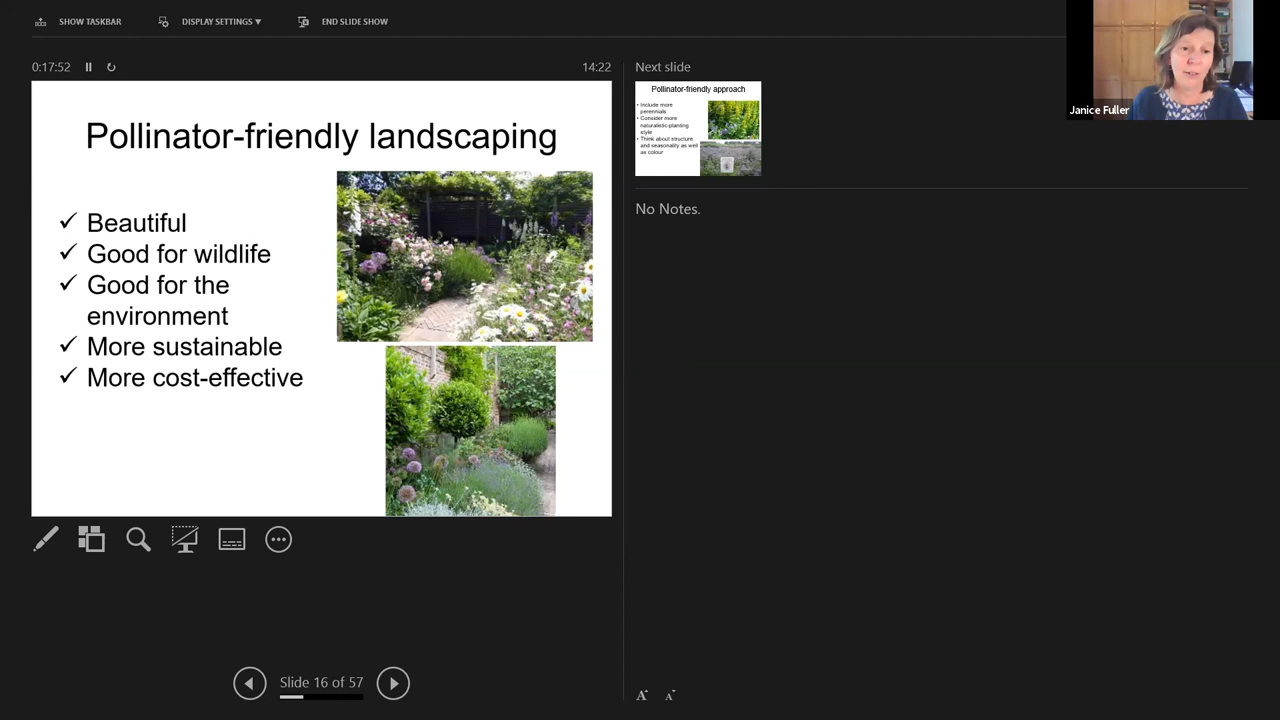 SHOW TASKBAR
DISPLAY SETTINGS ▼
END SLIDE SHOW
0:17:52
14:22
Pollinator-friendly landscaping
✓ Beautiful
✓ Good for wildlife
✓ Good for the
environment
✓ More sustainable
✓ More cost-effective
Slide 16 of 57
Next slide
Pollinator-friendly approach
• Include more
perennials
• Consider more
naturalistic-planting
style
• Think about structure
and seasonality as well
as colour
No Notes.
A A
Janice Fuller